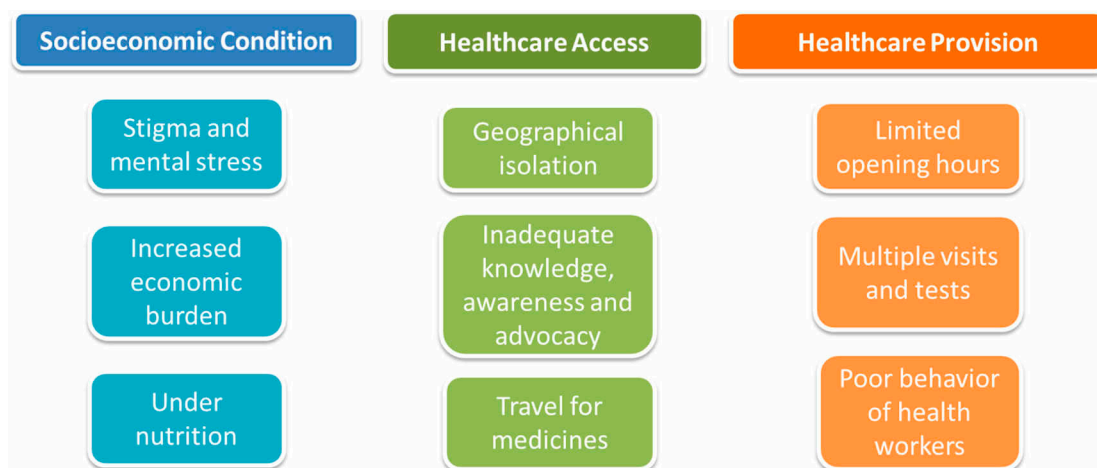 Socioeconomic Condition
Stigma and
mental stress
Increased
economic
burden
Under
nutrition
Healthcare Access
Geographical
isolation
Inadequate
knowledge,
awareness and
advocacy
Travel for
medicines
Healthcare Provision
Limited
opening hours
Multiple visits
and tests
Poor behavior
of health
workers